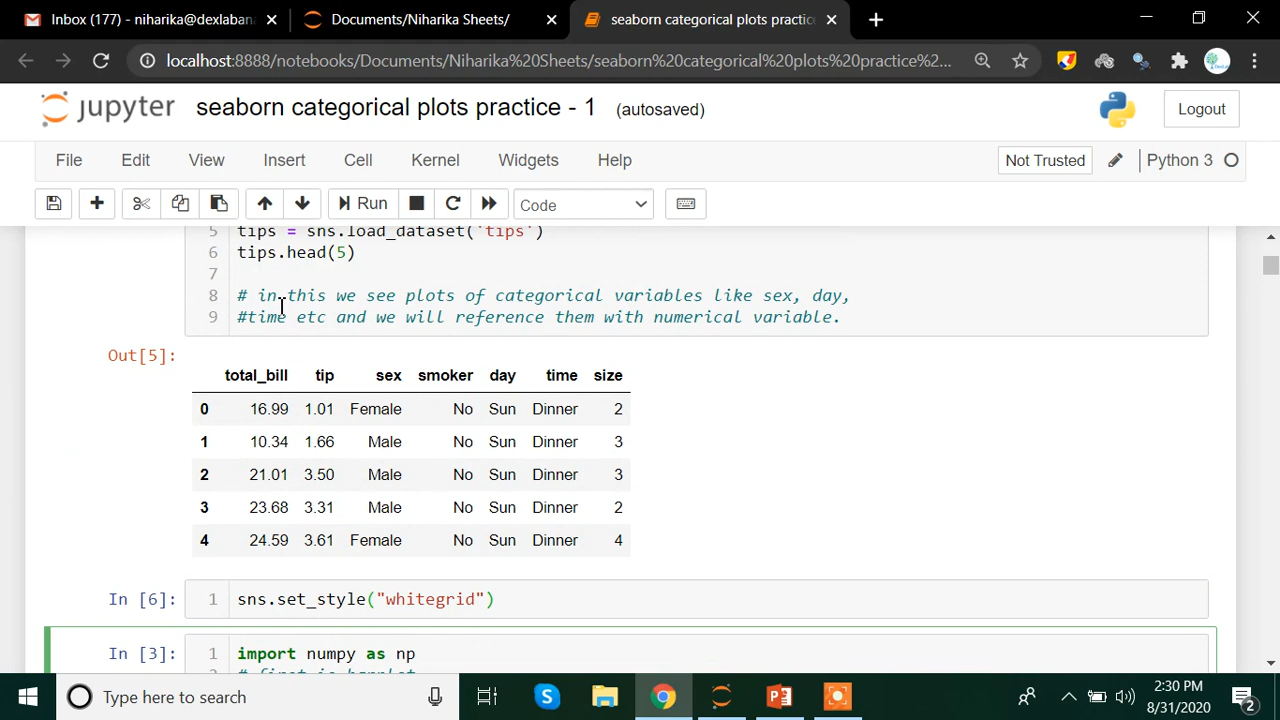 Inbox (177) - niharika@dexlabana
Documents/Niharika Sheets/
seaborn categorical plots practice
localhost:8888/notebooks/Documents/Niharika%20Sheets/seaborn%20categorical%20plots%20practice%2...
jupyter seaborn categorical plots practice - 1 (autosaved)
Logout
File Edit View Insert Cell Kernel Widgets Help
Not Trusted
Python 3
Run
Code
5 tips = sns.load_dataset('tips')
6 tips.head(5)
7
8 # in this we see plots of categorical variables like sex, day,
9 #time etc and we will reference them with numerical variable.
Out[5]:
total_bill tip sex smoker day time size
0 16.99 1.01 Female No Sun Dinner 2
1 10.34 1.66 Male No Sun Dinner 3
2 21.01 3.50 Male No Sun Dinner 3
3 23.68 3.31 Male No Sun Dinner 2
4 24.59 3.61 Female No Sun Dinner 4
In [6]: 1 sns.set_style("whitegrid")
In [3]: 1 import numpy as np
Type here to search
2:30 PM
8/31/2020
2